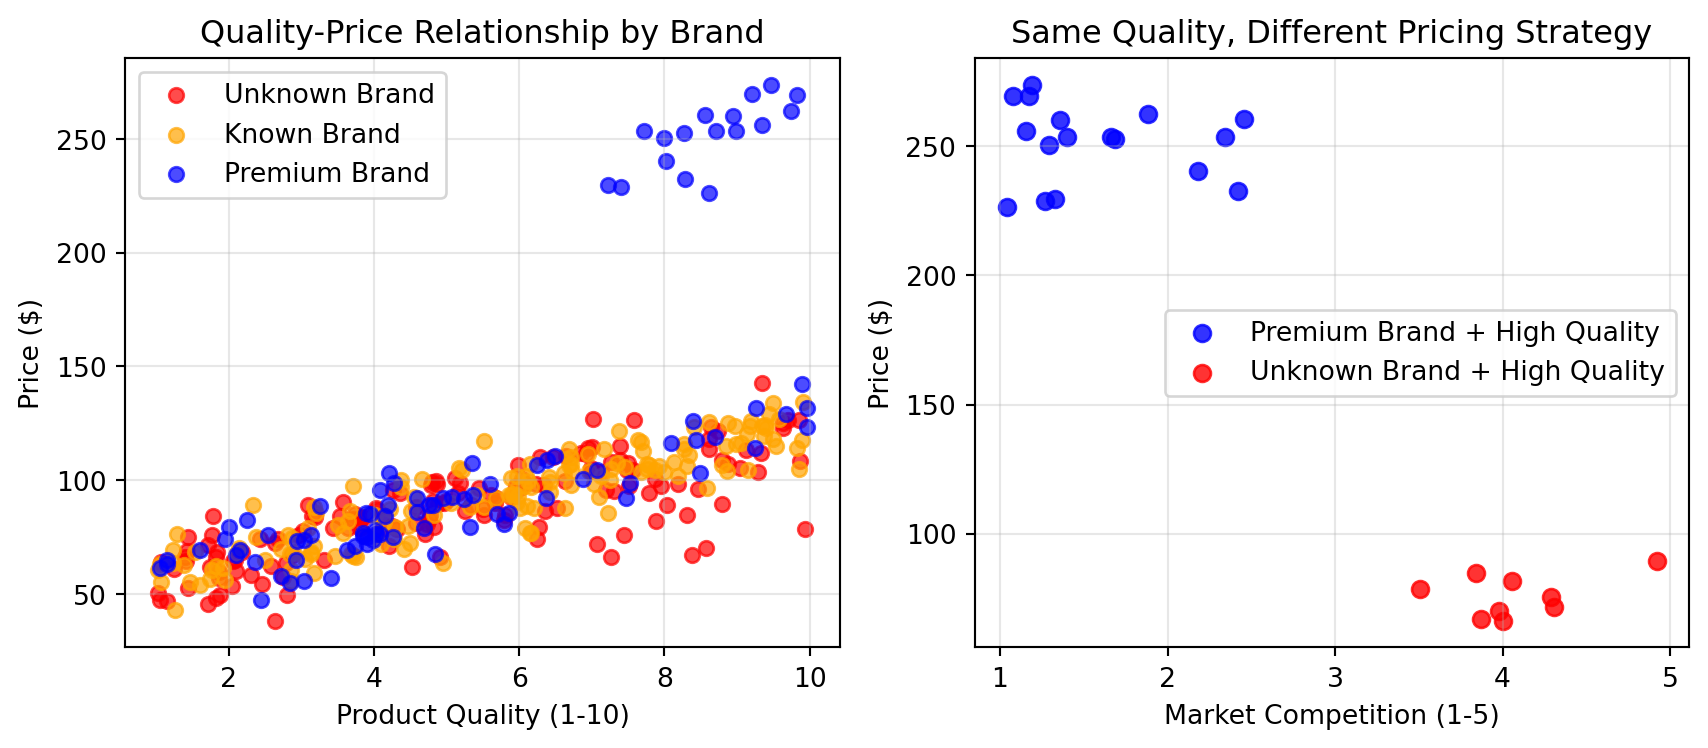 Quality-Price Relationship by Brand
Unknown Brand
Known Brand
Premium Brand
250
200
150
100
50
Price ($)
2 4 6 8 10
Product Quality (1-10)
Same Quality, Different Pricing Strategy
Premium Brand + High Quality
Unknown Brand + High Quality
250
200
150
100
Price ($)
1 2 3 4 5
Market Competition (1-5)